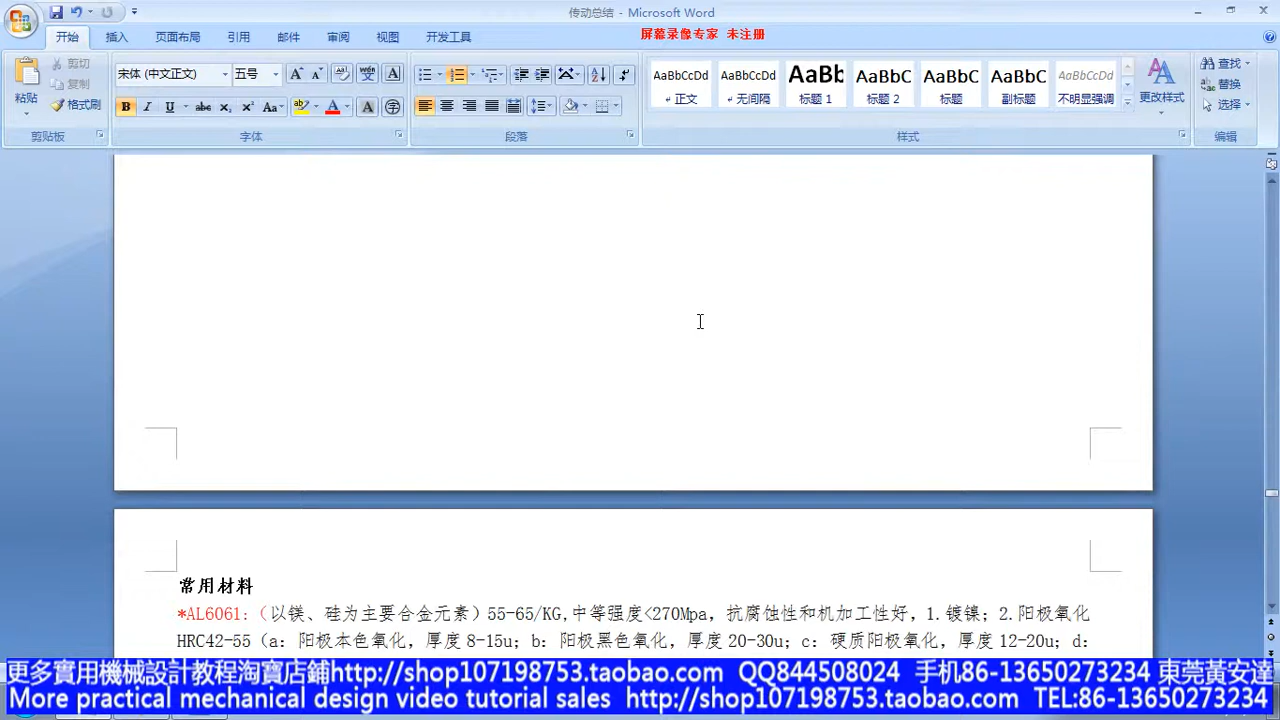 传动总结 - Microsoft Word
开始 插入 页面布局 引用 邮件 审阅 视图 开发工具
屏幕录像专家 未注册
粘贴
剪切
复制
格式刷
剪贴板
宋体 (中文正文) 五号
字体
段落
AaBbCcDd AaBbCcDd AaBb AaBbC AaBbC AaBbC AaBbCcDd
正文 无间隔 标题 1 标题 2 标题 副标题 不明显强调
样式
更改样式
查找
替换
选择
编辑
常用材料
*AL6061:（以镁、硅为主要合金元素）55-65/KG,中等强度<270Mpa，抗腐蚀性和机加工性好，1.镀镍；2.阳极氧化
HRC42-55（a：阳极本色氧化，厚度 8-15u；b：阳极黑色氧化，厚度 20-30u；c：硬质阳极氧化，厚度 12-20u；d：
更多實用機械設計教程淘寶店鋪http://shop107198753.taobao.com QQ844508024 手机86-13650273234 東莞黃安達
More practical mechanical design video tutorial sales http://shop107198753.taobao.com TEL:86-13650273234